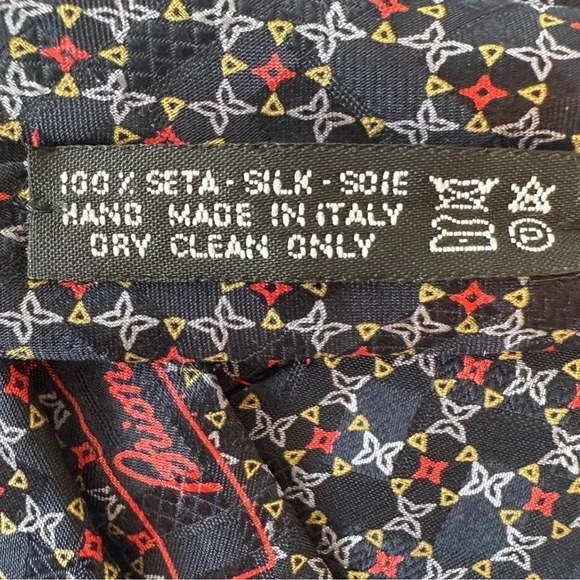 100% SETA - SILK - SOIE
HAND MADE IN ITALY
DRY CLEAN ONLY